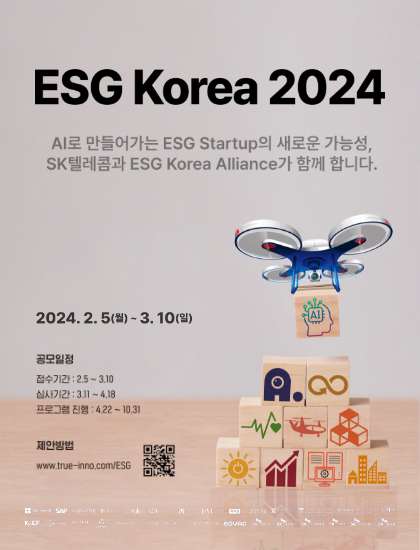 ESG Korea 2024
AI로 만들어가는 ESG Startup의 새로운 가능성,
SK텔레콤과 ESG Korea Alliance가 함께 합니다.
AI
2024. 2. 5(월) ~ 3. 10(일)
공모일정
접수기간 : 2.5 ~ 3.10
심사기간 : 3.11 ~ 4.18
프로그램 진행 : 4.22 ~ 10.31
A.
제안방법
www.true-inno.com/ESG
SAP
SOVAC